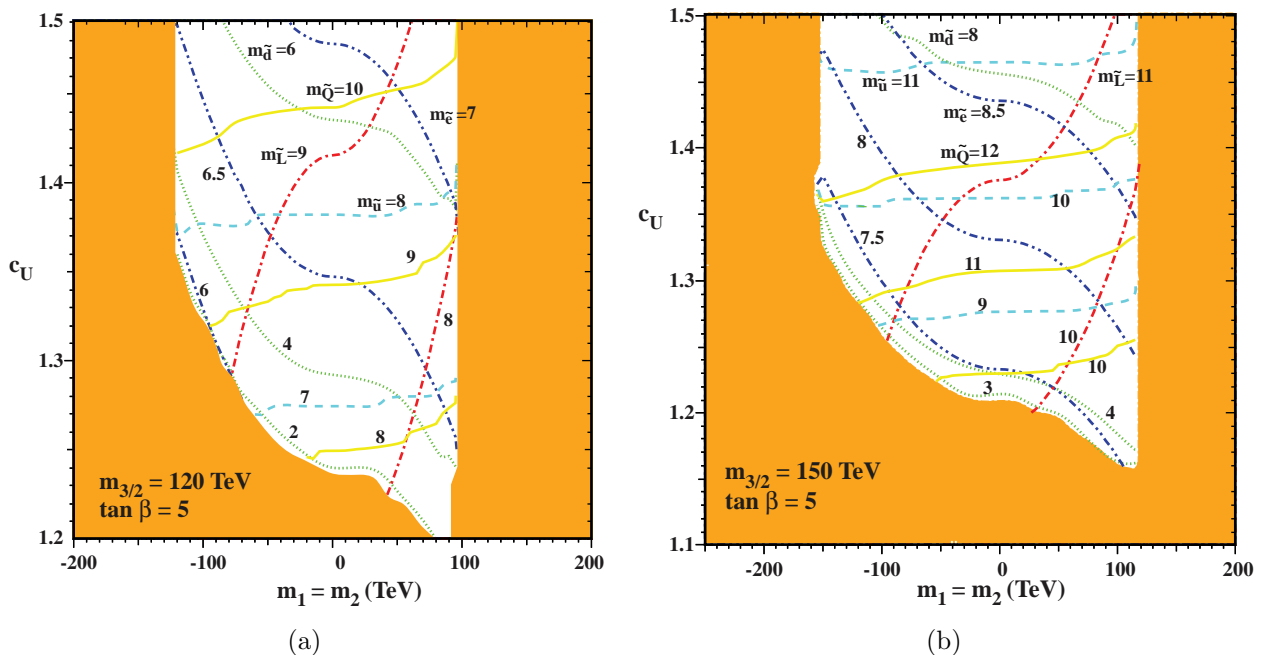 1.5
1.4
1.3
1.2
c_U
-200
-100
0
100
200
m_1 = m_2 (TeV)
m_d̃ =6
m_Q̃=10
m_ẽ=7
m_L̃=9
6.5
m_ũ=8
9
6
8
4
7
2
8
m_3/2 = 120 TeV
tan β = 5
(a)
1.5
1.4
1.3
1.2
1.1
c_U
-200
-100
0
100
200
m_1 = m_2 (TeV)
m_d̃=8
m_ũ=11
m_L̃=11
m_ẽ=8.5
8
m_Q̃=12
10
7.5
11
9
10
10
3
4
m_3/2 = 150 TeV
tan β = 5
(b)